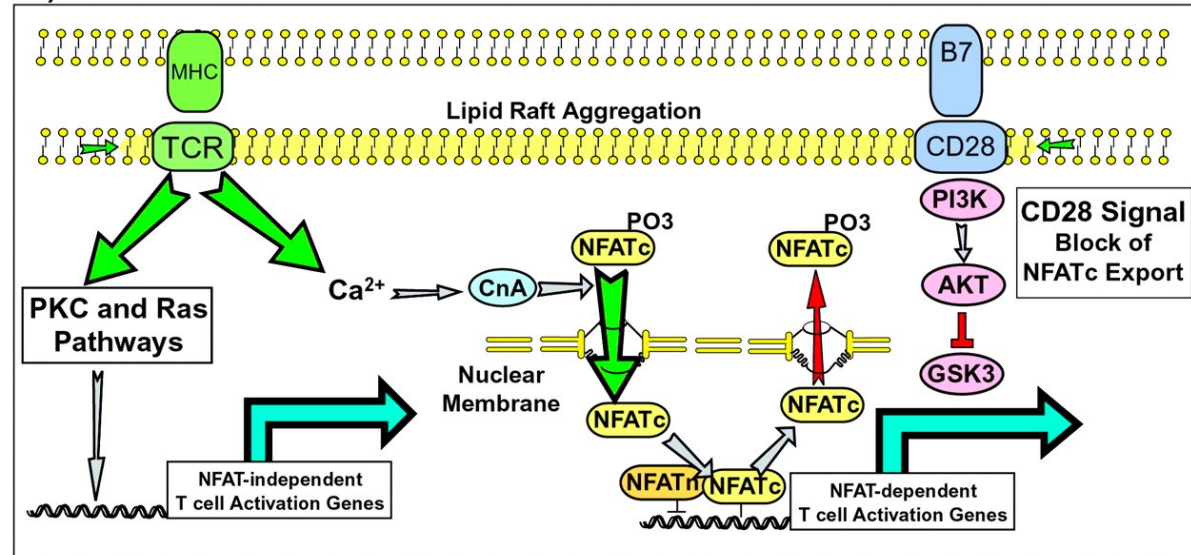 MHC
B7
Lipid Raft Aggregation
TCR
CD28
PI3K
CD28 Signal
Block of
NFATc Export
PO3
NFATc
PO3
NFATc
Ca²⁺
CnA
AKT
PKC and Ras
Pathways
GSK3
Nuclear
Membrane
NFATc
NFATc
NFAT-independent
T cell Activation Genes
NFATn
NFATc
NFAT-dependent
T cell Activation Genes